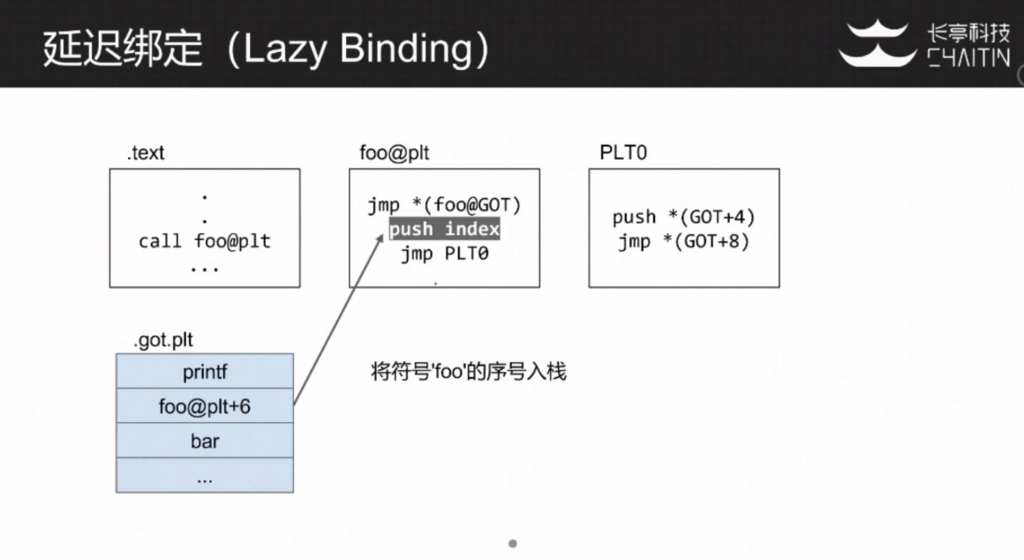 延迟绑定（Lazy Binding）
长亭科技
CHAITIN
.text
.
.
call foo@plt
...
foo@plt
jmp *(foo@GOT)
push index
jmp PLT0
PLT0
push *(GOT+4)
jmp *(GOT+8)
.got.plt
printf
foo@plt+6
bar
...
将符号'foo'的序号入栈